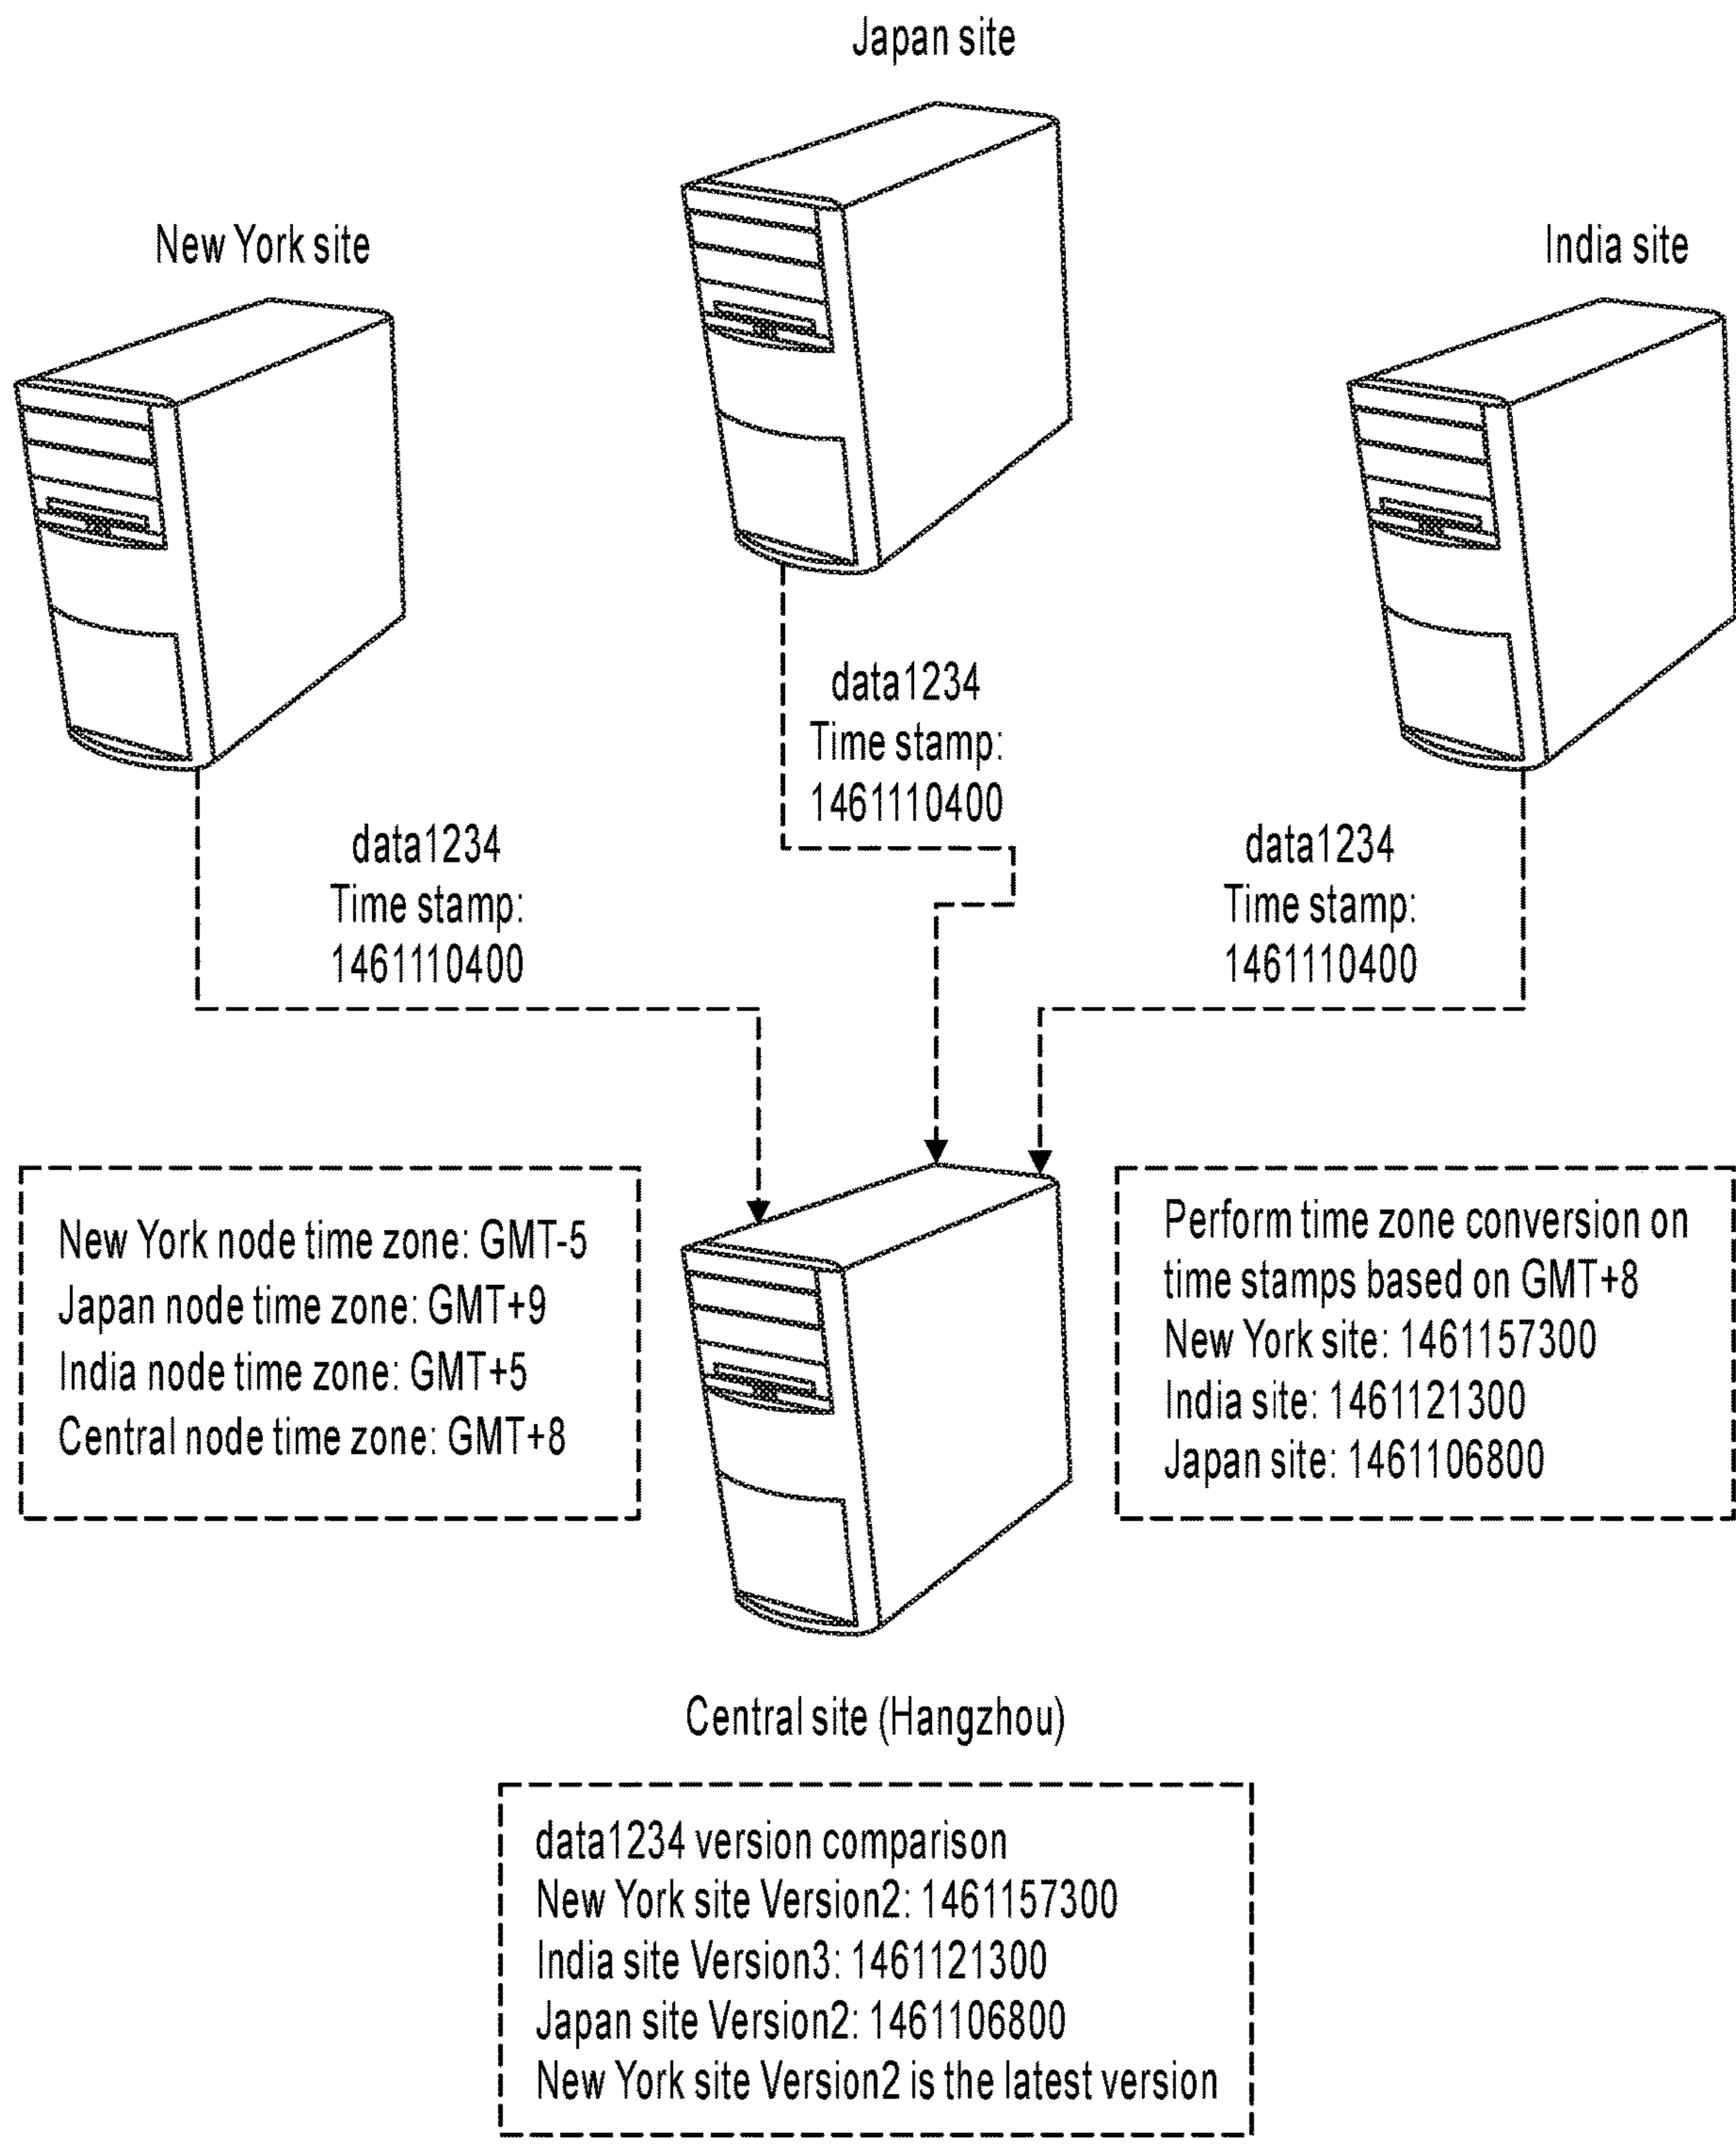 Japan site
New York site
India site
data1234
Time stamp:
1461110400
data1234
Time stamp:
1461110400
data1234
Time stamp:
1461110400
New York node time zone: GMT-5
Japan node time zone: GMT+9
India node time zone: GMT+5
Central node time zone: GMT+8
Perform time zone conversion on
time stamps based on GMT+8
New York site: 1461157300
India site: 1461121300
Japan site: 1461106800
Central site (Hangzhou)
data1234 version comparison
New York site Version2: 1461157300
India site Version3: 1461121300
Japan site Version2: 1461106800
New York site Version2 is the latest version